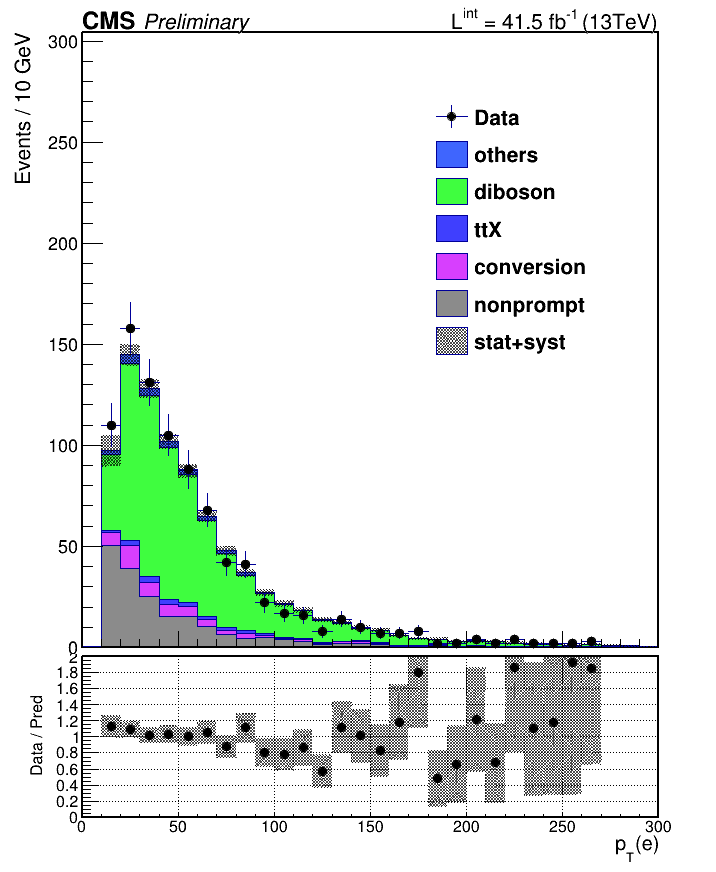 CMS Preliminary
L^int = 41.5 fb^-1 (13TeV)
Events / 10 GeV
300
250
200
150
100
50
0
Data
others
diboson
ttX
conversion
nonprompt
stat+syst
Data / Pred
2
1.8
1.6
1.4
1.2
1
0.8
0.6
0.4
0.2
0
0 50 100 150 200 250 300
p_T(e)